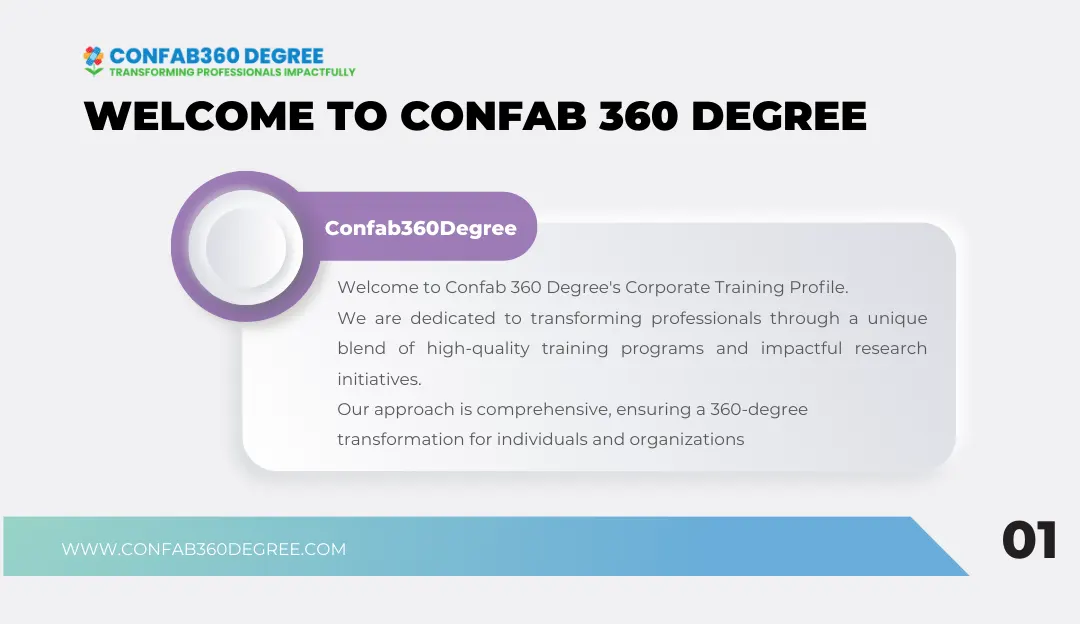 CONFAB360 DEGREE
TRANSFORMING PROFESSIONALS IMPACTFULLY
WELCOME TO CONFAB 360 DEGREE
Confab360Degree
Welcome to Confab 360 Degree's Corporate Training Profile.
We are dedicated to transforming professionals through a unique
blend of high-quality training programs and impactful research
initiatives.
Our approach is comprehensive, ensuring a 360-degree
transformation for individuals and organizations
WWW.CONFAB360DEGREE.COM
01